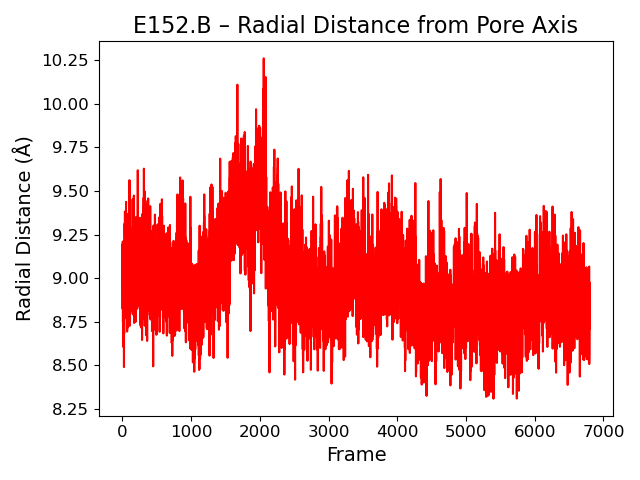 E152.B – Radial Distance from Pore Axis
Radial Distance (Å)
10.25
10.00
9.75
9.50
9.25
9.00
8.75
8.50
8.25
0 1000 2000 3000 4000 5000 6000 7000
Frame